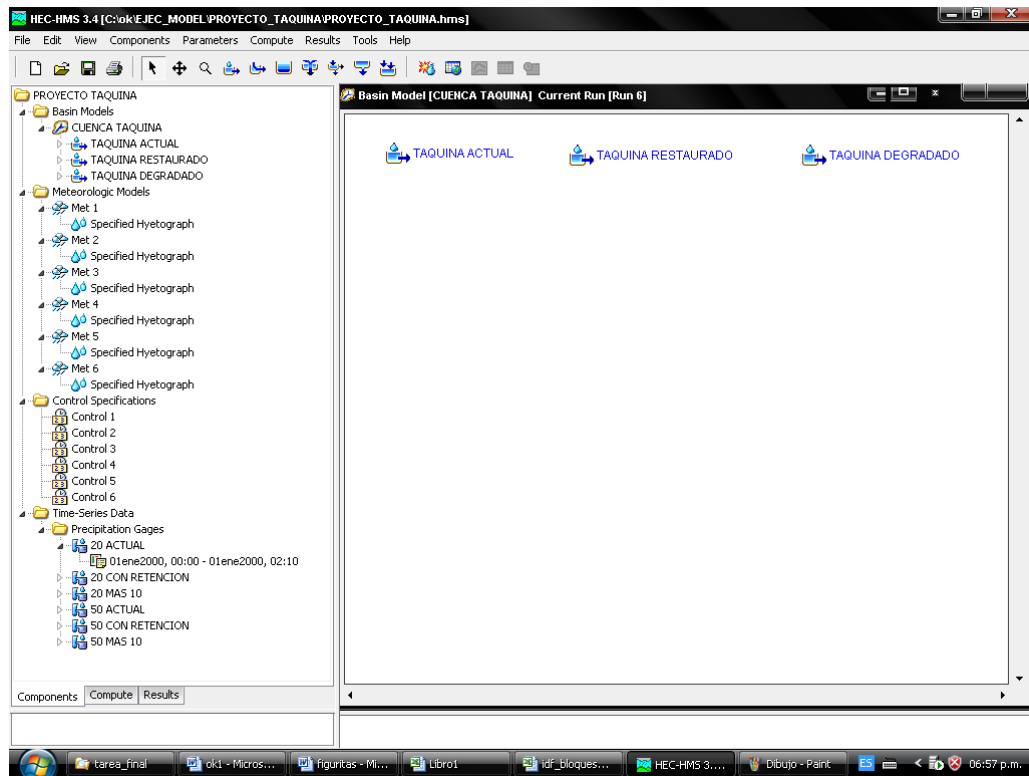 HEC-HMS 3.4 [C:\ok\EJEC_MODEL\PROYECTO_TAQUINA\PROYECTO_TAQUINA.hms]
File Edit View Components Parameters Compute Results Tools Help
PROYECTO TAQUINA
Basin Models
CUENCA TAQUINA
TAQUINA ACTUAL
TAQUINA RESTAURADO
TAQUINA DEGRADADO
Meteorologic Models
Met 1
Specified Hyetograph
Met 2
Specified Hyetograph
Met 3
Specified Hyetograph
Met 4
Specified Hyetograph
Met 5
Specified Hyetograph
Met 6
Specified Hyetograph
Control Specifications
Control 1
Control 2
Control 3
Control 4
Control 5
Control 6
Time-Series Data
Precipitation Gages
20 ACTUAL
01ene2000, 00:00 - 01ene2000, 02:10
20 CON RETENCION
20 MAS 10
50 ACTUAL
50 CON RETENCION
50 MAS 10
Components Compute Results
Basin Model [CUENCA TAQUINA] Current Run [Run 6]
TAQUINA ACTUAL TAQUINA RESTAURADO TAQUINA DEGRADADO
tarea_final ok1 - Micros... figuritas - Mi... Libro1 idf_bloques... HEC-HMS 3.... Dibujo - Paint ES 06:57 p.m.